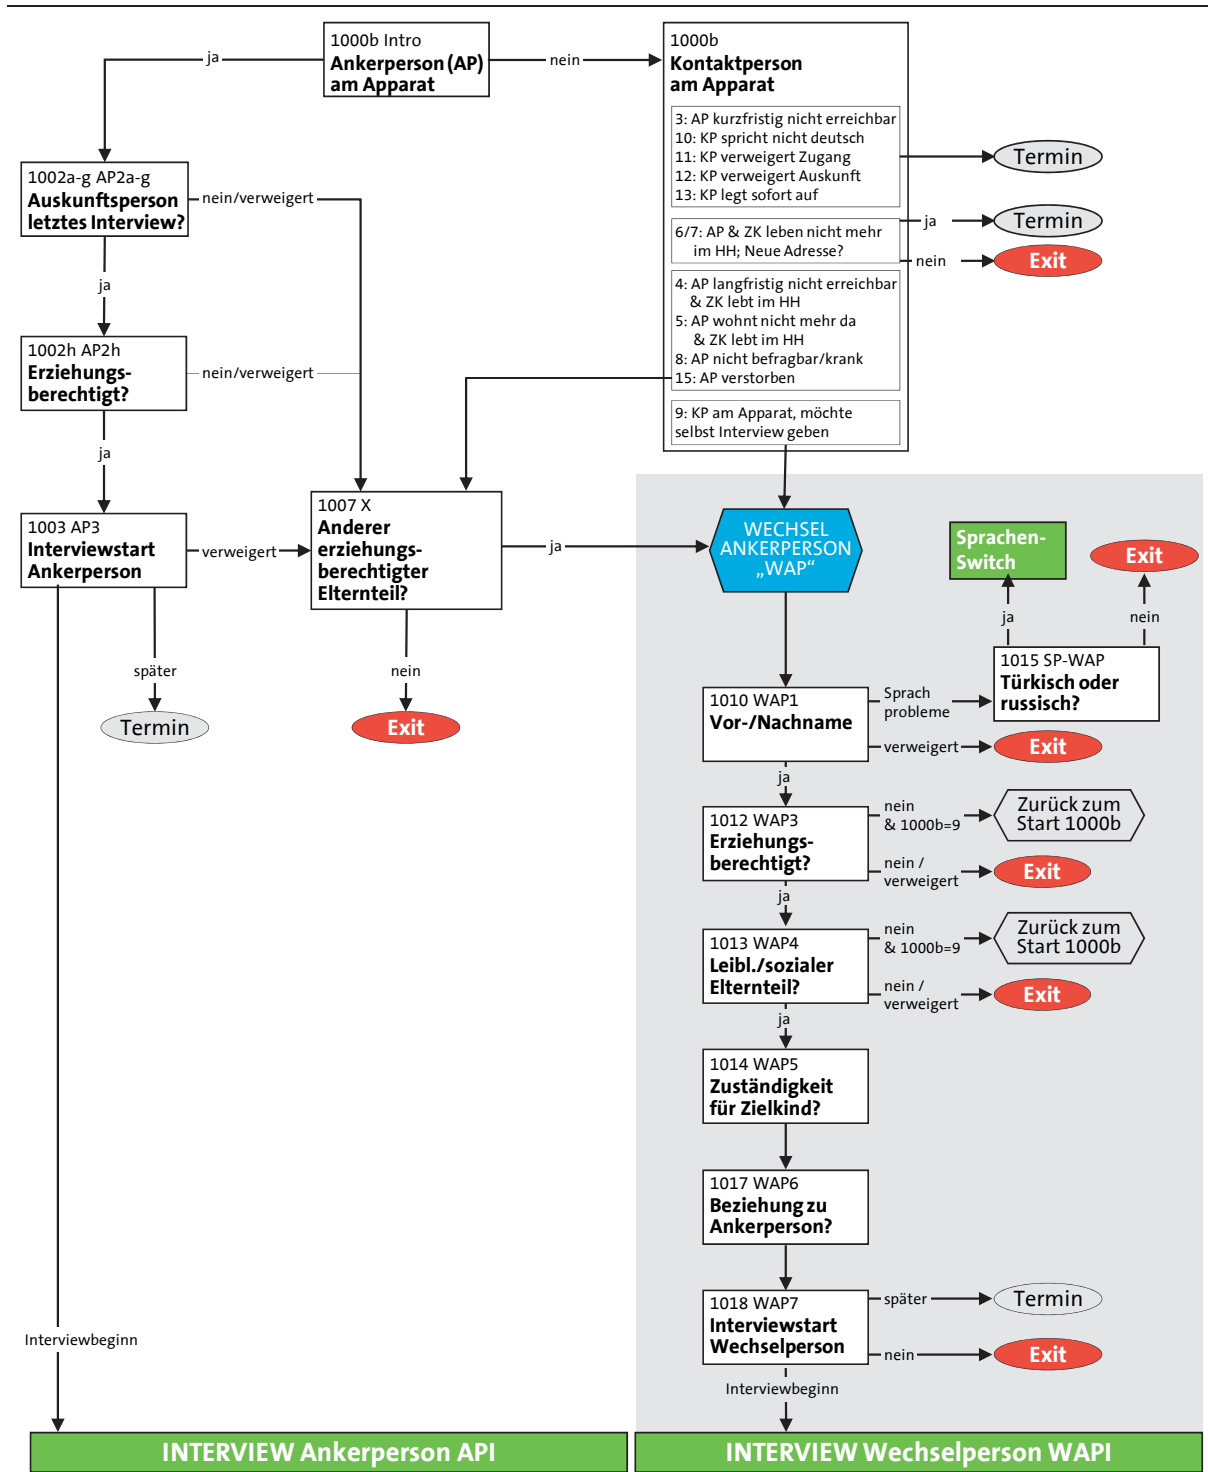 1000b Intro
Ankerperson (AP)
am Apparat
ja
nein
1000b
Kontaktperson
am Apparat
3: AP kurzfristig nicht erreichbar
10: KP spricht nicht deutsch
11: KP verweigert Zugang
12: KP verweigert Auskunft
13: KP legt sofort auf
Termin
6/7: AP & ZK leben nicht mehr
im HH; Neue Adresse?
ja
Termin
nein
Exit
4: AP langfristig nicht erreichbar
& ZK lebt im HH
5: AP wohnt nicht mehr da
& ZK lebt im HH
8: AP nicht befragbar/krank
15: AP verstorben
9: KP am Apparat, möchte
selbst Interview geben
1002a-g AP2a-g
Auskunftsperson
letztes Interview?
nein/verweigert
ja
1002h AP2h
Erziehungs-
berechtigt?
nein/verweigert
ja
1003 AP3
Interviewstart
Ankerperson
verweigert
später
Termin
1007 X
Anderer
erziehungs-
berechtigter
Elternteil?
ja
nein
Exit
WECHSEL
ANKERPERSON
„WAP“
Sprachen-
Switch
Exit
ja
nein
1015 SP-WAP
Türkisch oder
russisch?
1010 WAP1
Vor-/Nachname
Sprach
probleme
verweigert
Exit
ja
1012 WAP3
Erziehungs-
berechtigt?
nein
& 1000b=9
Zurück zum
Start 1000b
nein /
verweigert
Exit
ja
1013 WAP4
Leibl./sozialer
Elternteil?
nein
& 1000b=9
Zurück zum
Start 1000b
nein /
verweigert
Exit
ja
1014 WAP5
Zuständigkeit
für Zielkind?
1017 WAP6
Beziehung zu
Ankerperson?
1018 WAP7
Interviewstart
Wechselperson
später
Termin
nein
Exit
Interviewbeginn
Interviewbeginn
INTERVIEW Ankerperson API
INTERVIEW Wechselperson WAPI